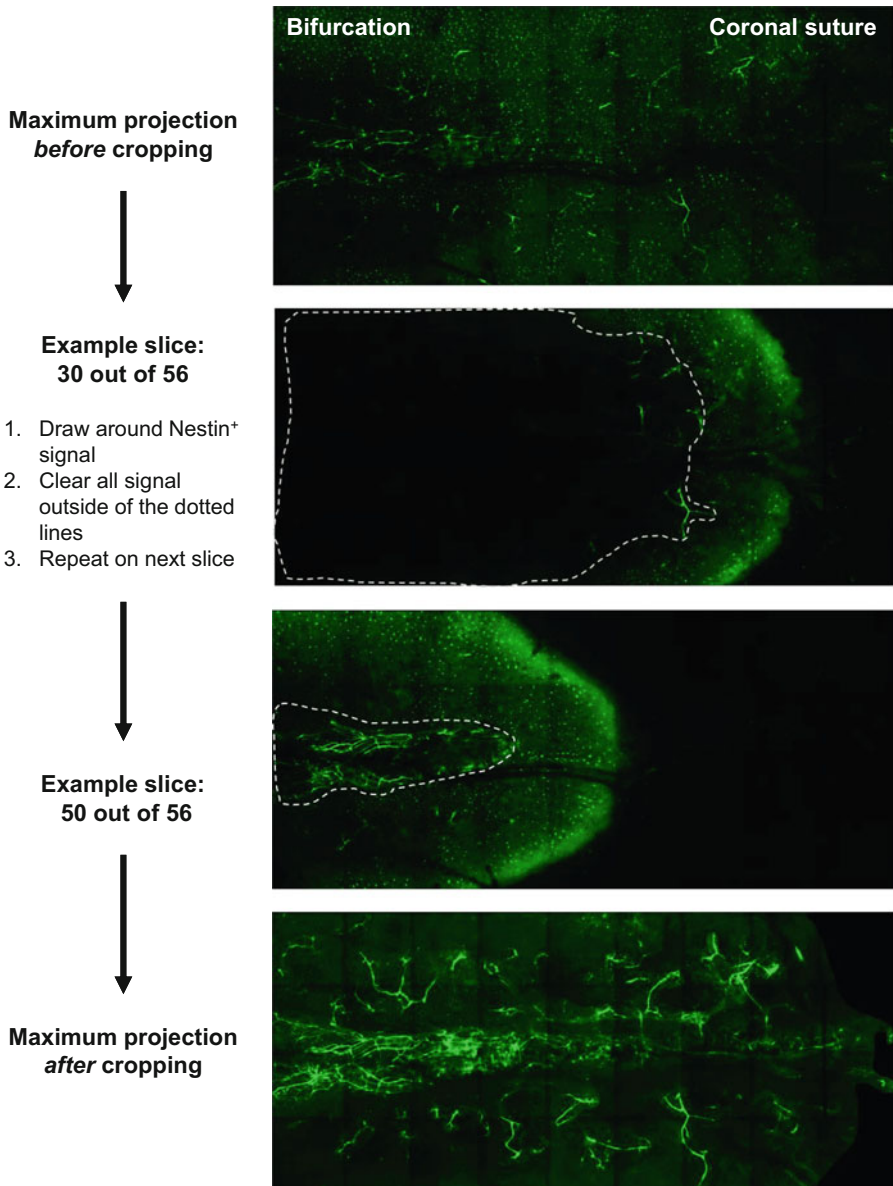 Bifurcation
Coronal suture
Maximum projection
before cropping
Example slice:
30 out of 56
1. Draw around Nestin⁺
signal
2. Clear all signal
outside of the dotted
lines
3. Repeat on next slice
Example slice:
50 out of 56
Maximum projection
after cropping